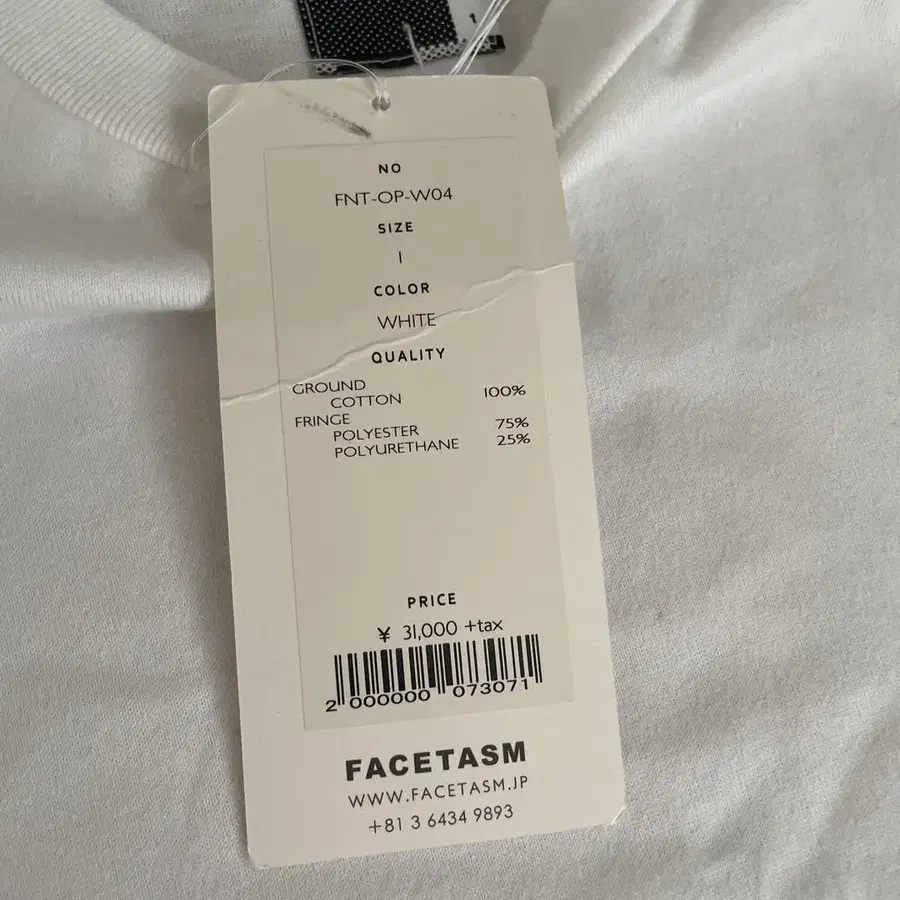 1
NO
FNT-OP-W04
SIZE
1
COLOR
WHITE
QUALITY
GROUND
COTTON 100%
FRINGE
POLYESTER 75%
POLYURETHANE 25%
PRICE
¥ 31,000 +tax
2 000000 073071
FACETASM
WWW.FACETASM.JP
+81 3 6434 9893